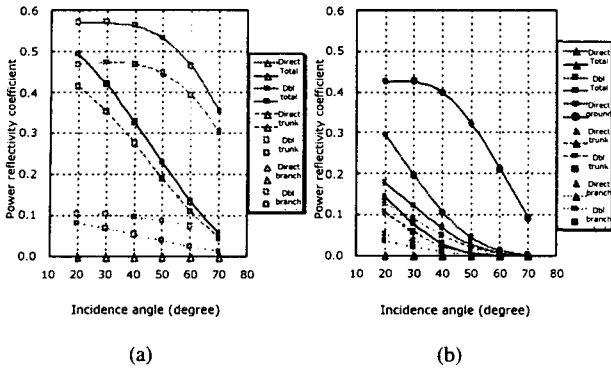 Power reflectivity coefficient
0.6
0.5
0.4
0.3
0.2
0.1
0.0
10 20 30 40 50 60 70 80
Incidence angle (degree)
Direct
Total
Dbl
total
Direct
trunk
Dbl
trunk
Direct
branch
Dbl
branch
(a)
Power reflectivity coefficient
0.6
0.5
0.4
0.3
0.2
0.1
0.0
10 20 30 40 50 60 70 80
Incidence angle (degree)
Direct
Total
Dbl
Total
Direct
ground
Direct
trunk
Dbl
trunk
Direct
branch
Dbl
branch
(b)